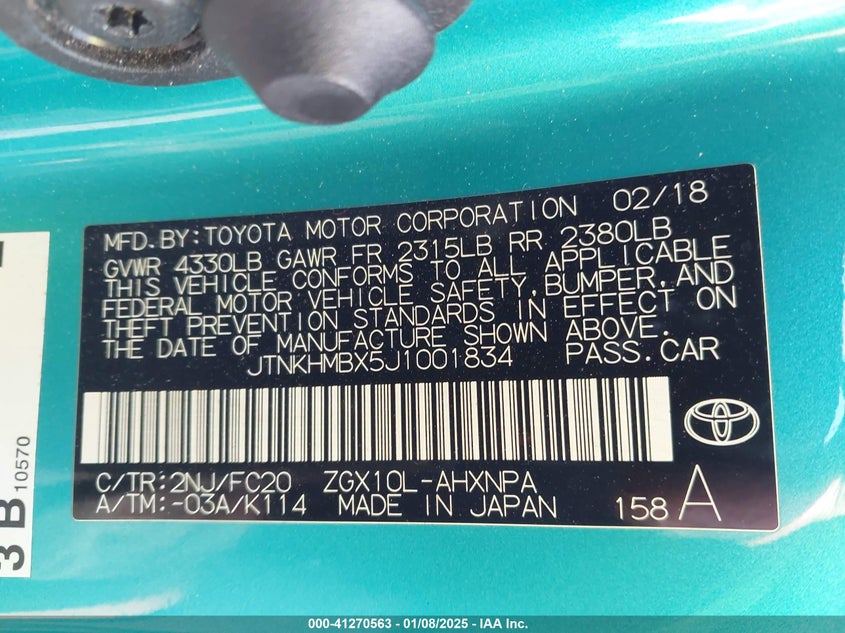 MFD.BY:TOYOTA MOTOR CORPORATION 02/18
GVWR 4330LB GAWR FR 2315LB RR 2380LB
THIS VEHICLE CONFORMS TO ALL APPLICABLE
FEDERAL MOTOR VEHICLE SAFETY,BUMPER,AND
THEFT PREVENTION STANDARDS IN EFFECT ON
THE DATE OF MANUFACTURE SHOWN ABOVE.
JTNKHMBX5J1001834 PASS.CAR
C/TR:2NJ/FC20 ZGX10L-AHXNPA
A/TM:-03A/K114 MADE IN JAPAN 158 A
3 B 10570
000-41270563 - 01/08/2025 - IAA Inc.